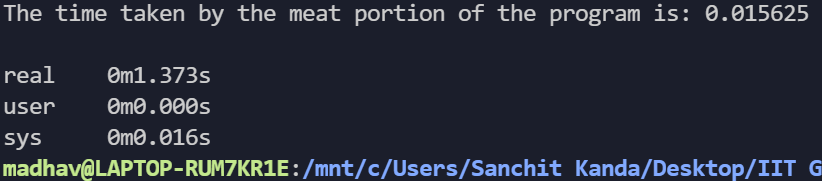 The time taken by the meat portion of the program is: 0.015625
real 0m1.373s
user 0m0.000s
sys 0m0.016s
madhav@LAPTOP-RUM7KR1E:/mnt/c/Users/Sanchit Kanda/Desktop/IIT G